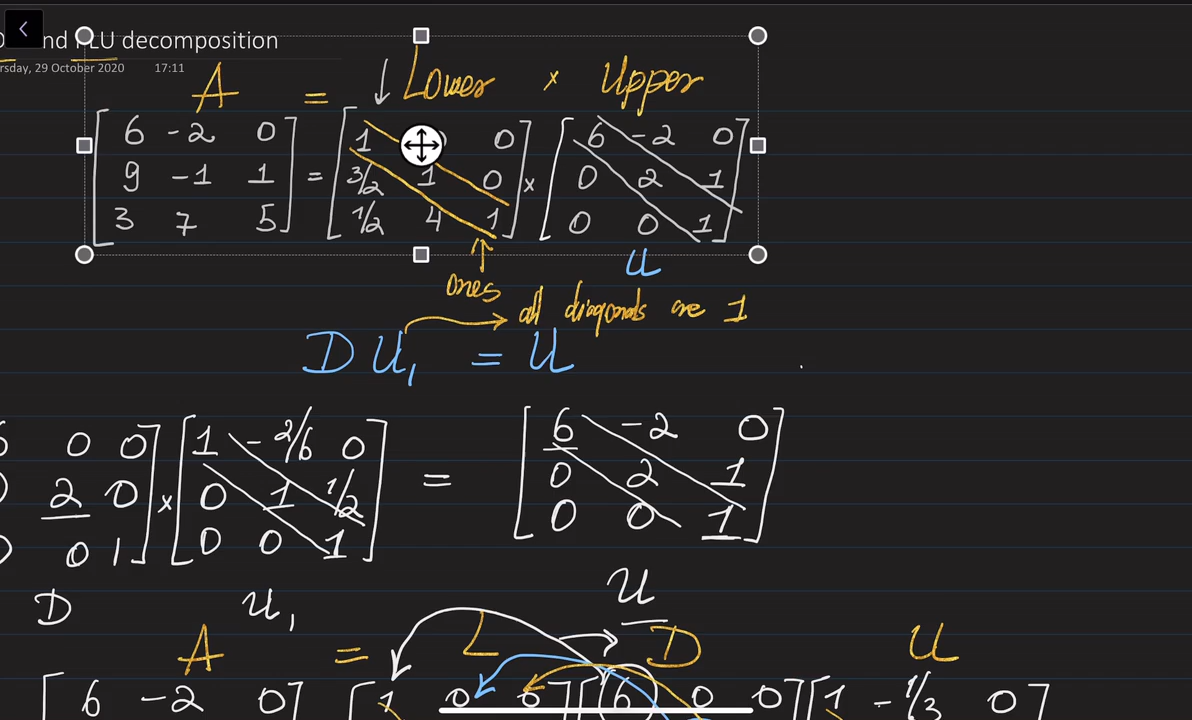 nd PLU decomposition
rsday, 29 October 2020 17:11
A = ↓ Lower × Upper
[6 -2 0] [1 0] [6 -2 0]
[9 -1 1] = [3/2 1 0] × [0 2 1]
[3 7 5] [1/2 4 1] [0 0 1]
↑ U
ones
all diagonals are 1
D U₁ = U
0 0] [1 -2/6 0] [6 -2 0]
2 0] × [0 1 1/2] = [0 2 1]
0 1] [0 0 1] [0 0 1]
D U₁ U
A = L D U
[6 -2 0] [1 0 0] [6 0 0] [1 -1/3 0]